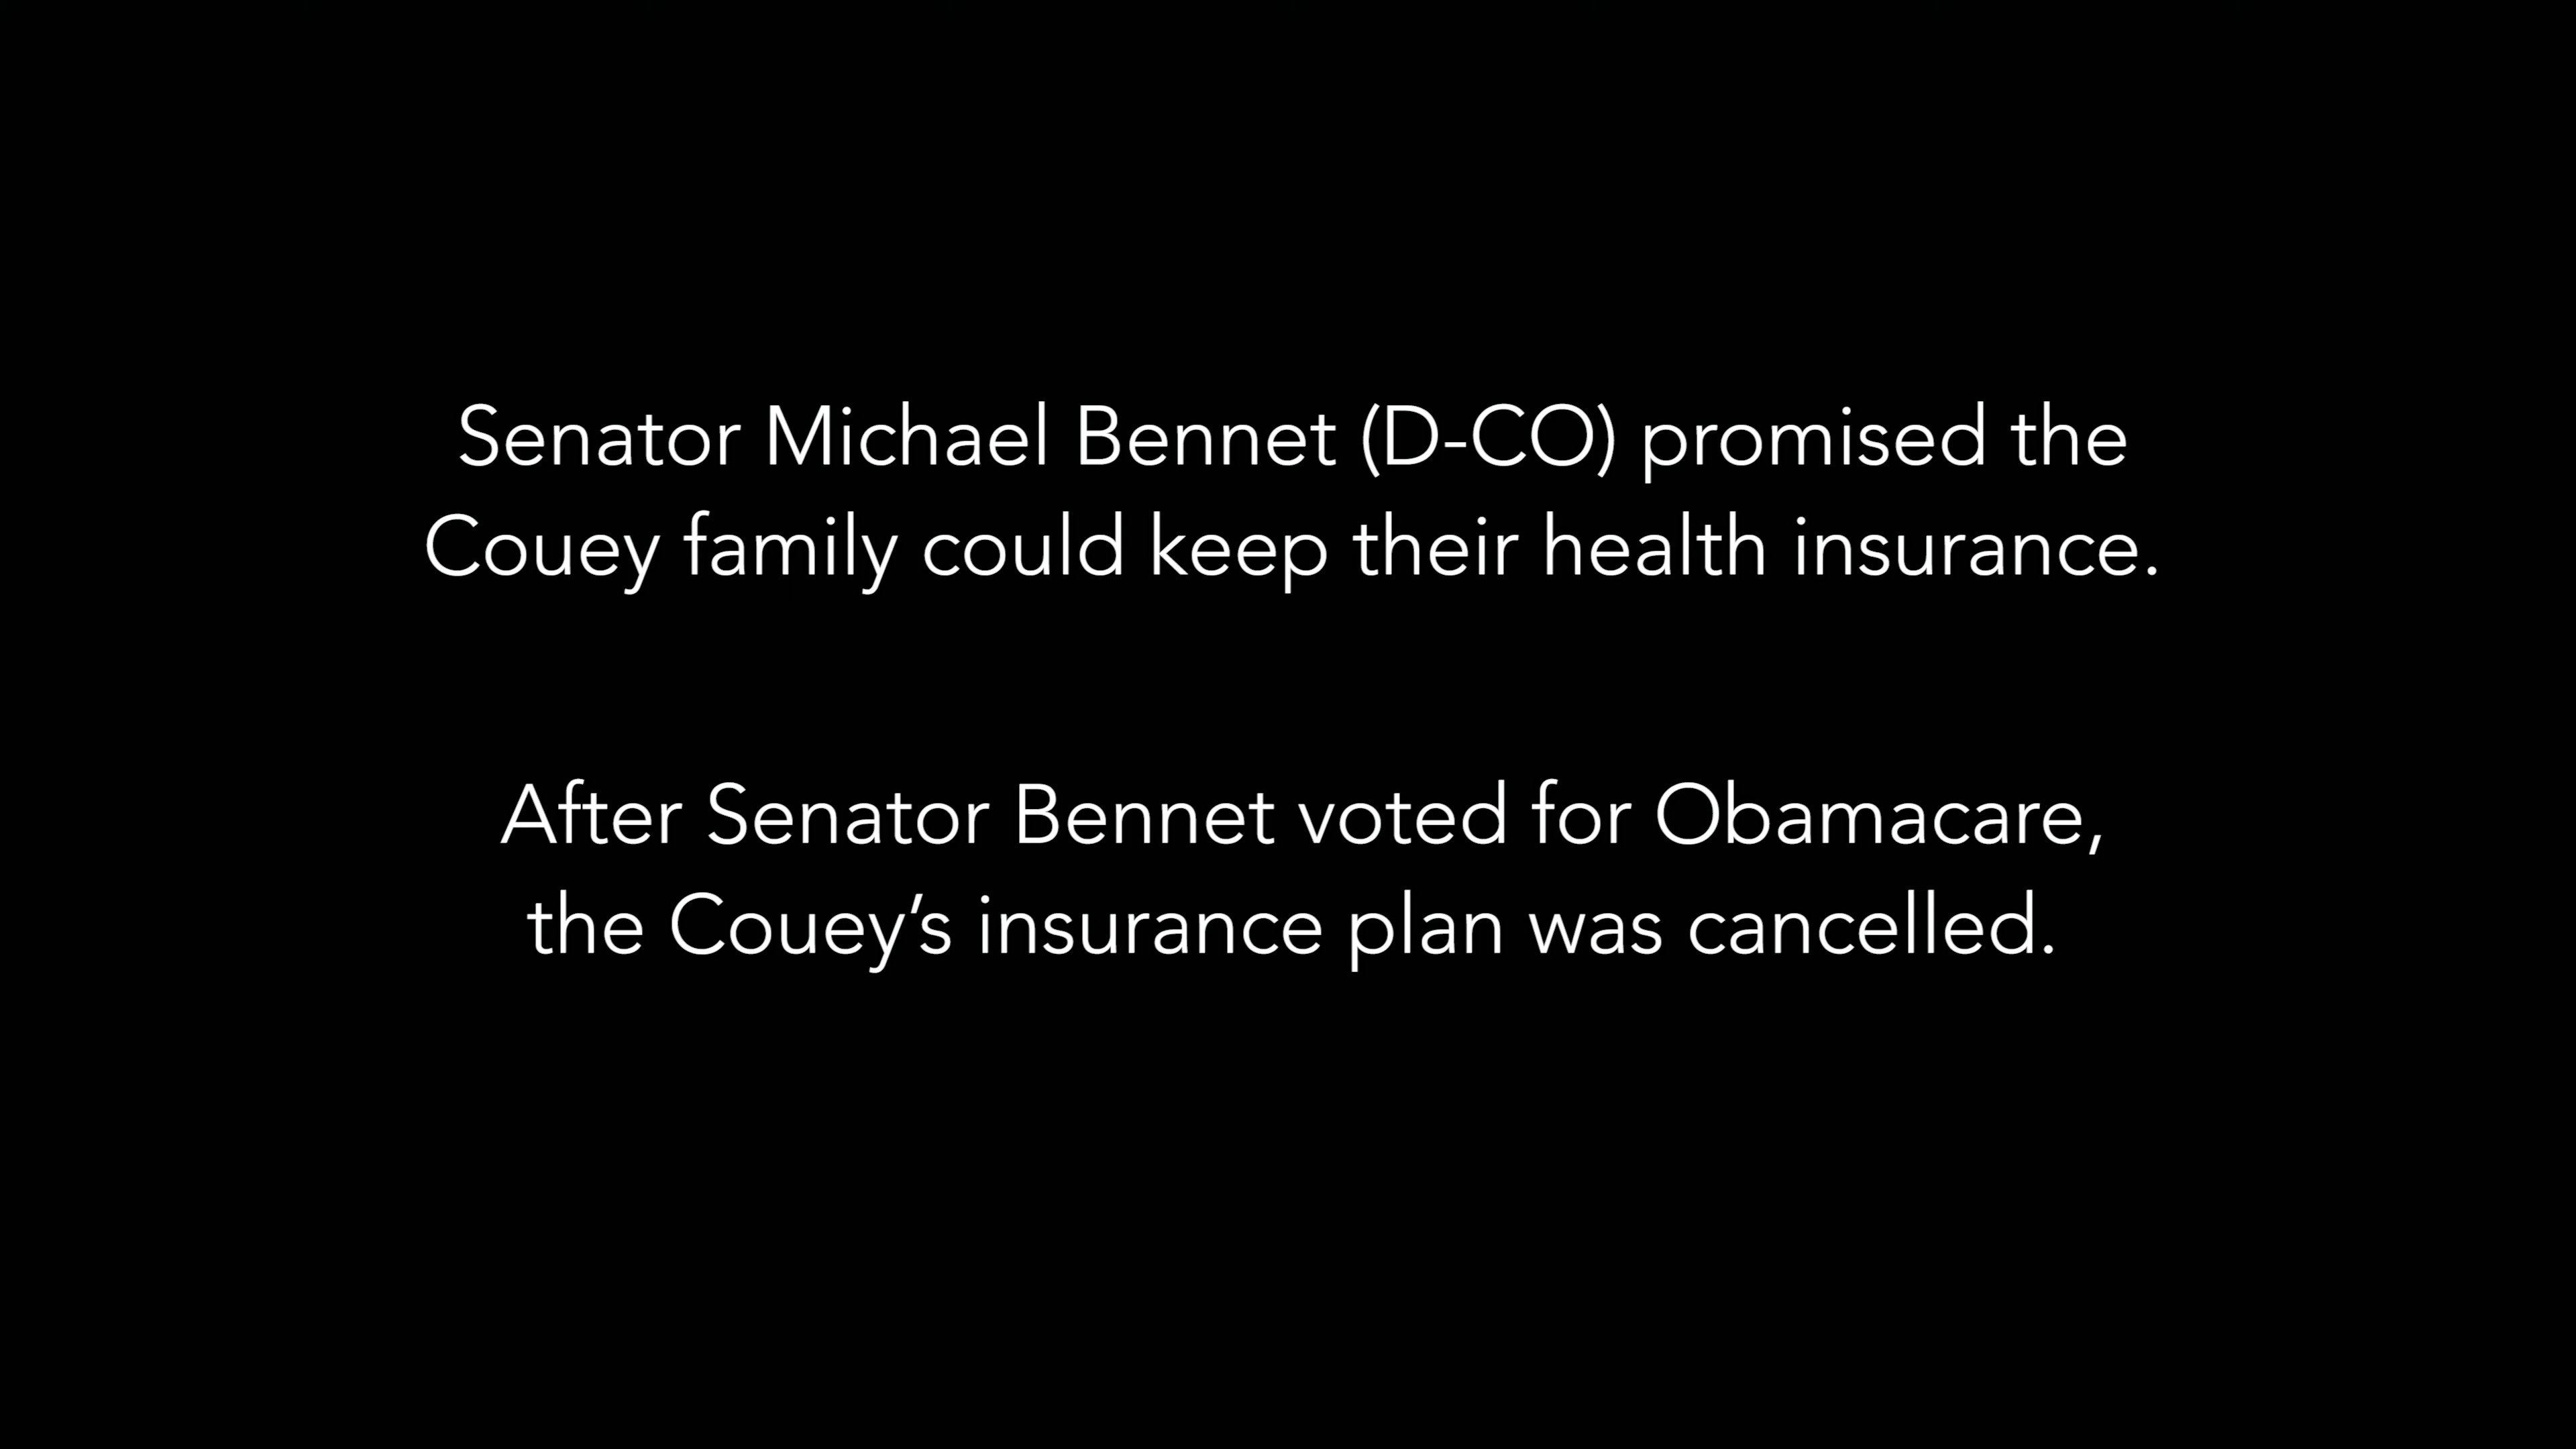 Senator Michael Bennet (D-CO) promised the
Couey family could keep their health insurance.
After Senator Bennet voted for Obamacare,
the Couey’s insurance plan was cancelled.